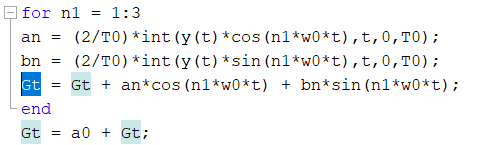 for n1 = 1:3
an = (2/T0)*int(y(t)*cos(n1*w0*t),t,0,T0);
bn = (2/T0)*int(y(t)*sin(n1*w0*t),t,0,T0);
Gt = Gt + an*cos(n1*w0*t) + bn*sin(n1*w0*t);
end
Gt = a0 + Gt;